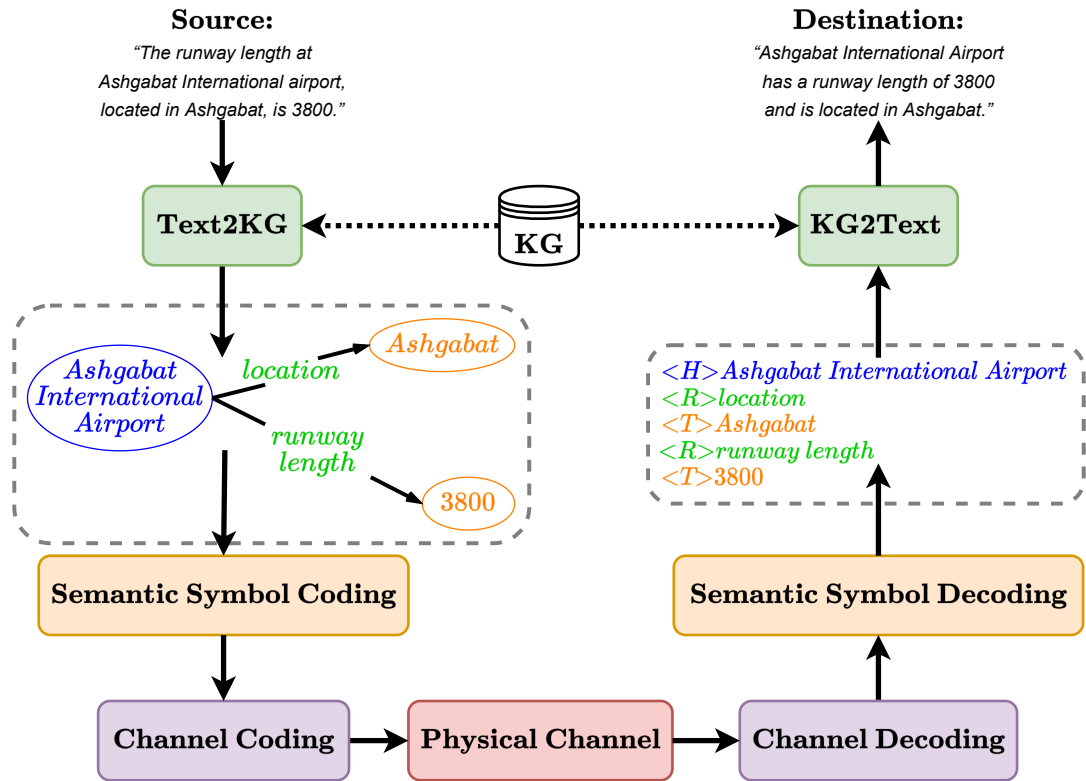 Source:
“The runway length at
Ashgabat International airport,
located in Ashgabat, is 3800.”
Destination:
“Ashgabat International Airport
has a runway length of 3800
and is located in Ashgabat.”
Text2KG
KG
KG2Text
Ashgabat
International
Airport
location
Ashgabat
runway
length
3800
<H>Ashgabat International Airport
<R>location
<T>Ashgabat
<R>runway length
<T>3800
Semantic Symbol Coding
Semantic Symbol Decoding
Channel Coding
Physical Channel
Channel Decoding